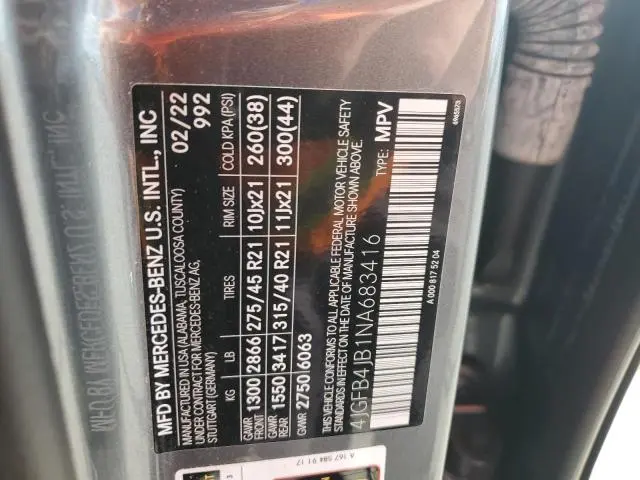 MFD BY MERCEDES-BENZ U.S. INTL., INC
MANUFACTURED IN USA (ALABAMA, TUSCALOOSA COUNTY)
UNDER CONTRACT FOR MERCEDES-BENZ AG,
STUTTGART (GERMANY)
02/22
992
KG LB TIRES RIM SIZE COLD KPA (PSI)
GAWR FRONT 1300 2866 275/45 R21 10Jx21 260(38)
GAWR REAR 1550 3417 315/40 R21 11Jx21 300(44)
GVWR 2750 6063
THIS VEHICLE CONFORMS TO ALL APPLICABLE FEDERAL MOTOR VEHICLE SAFETY
STANDARDS IN EFFECT ON THE DATE OF MANUFACTURE SHOWN ABOVE.
4JGFB4JB1NA683416 TYPE: MPV
A 000 817 52 04
A 167 584 91 17